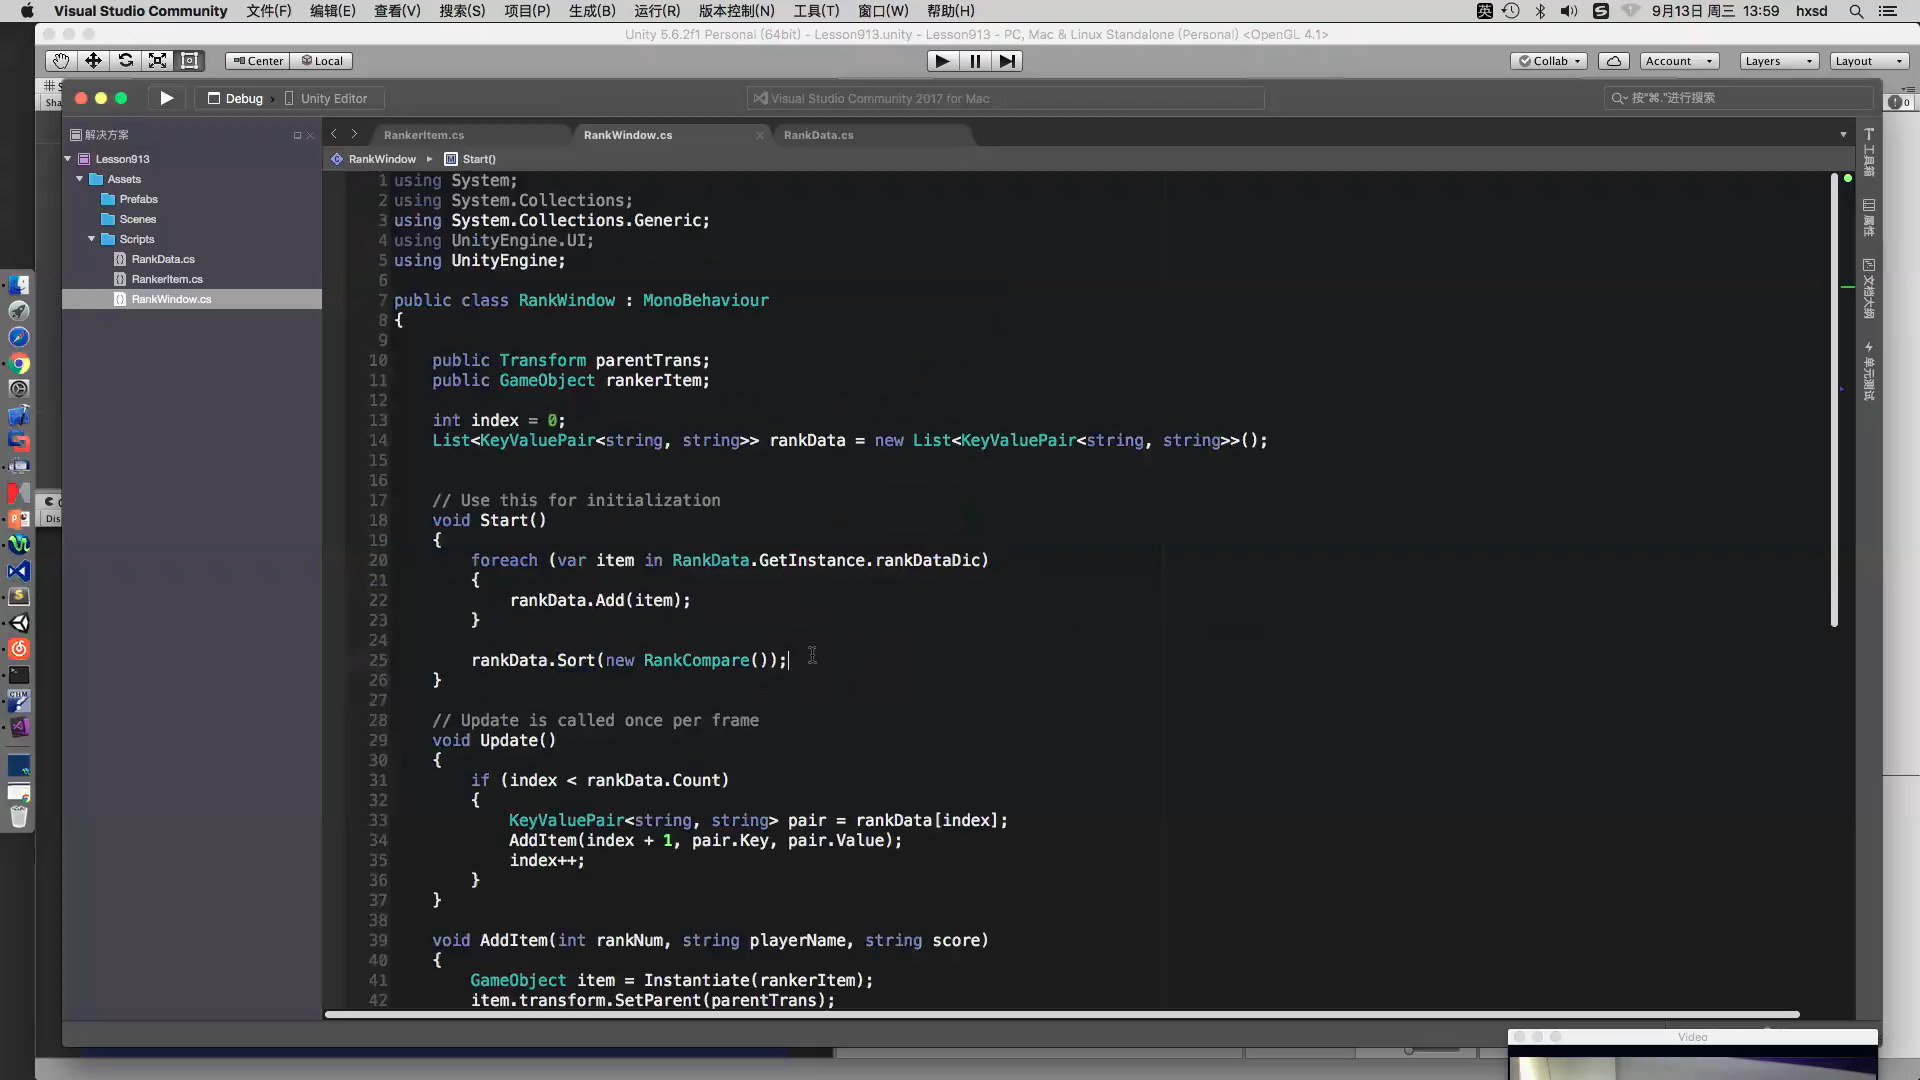 Visual Studio Community 文件(F) 编辑(E) 查看(V) 搜索(S) 项目(P) 生成(B) 运行(R) 版本控制(N) 工具(T) 窗口(W) 帮助(H) 英 9月13日 周三 13:59 hxsd
Unity 5.6.2f1 Personal (64bit) - Lesson913.unity - Lesson913 - PC, Mac & Linux Standalone (Personal) <OpenGL 4.1>
Center Local Collab Account Layers Layout
Debug Unity Editor Visual Studio Community 2017 for Mac 按“⌘.”进行搜索
解决方案
Lesson913
Assets
Prefabs
Scenes
Scripts
RankData.cs
RankerItem.cs
RankWindow.cs
RankerItem.cs RankWindow.cs RankData.cs
RankWindow Start()
1 using System;
2 using System.Collections;
3 using System.Collections.Generic;
4 using UnityEngine.UI;
5 using UnityEngine;
6
7 public class RankWindow : MonoBehaviour
8 {
9
10 public Transform parentTrans;
11 public GameObject rankerItem;
12
13 int index = 0;
14 List<KeyValuePair<string, string>> rankData = new List<KeyValuePair<string, string>>();
15
16
17 // Use this for initialization
18 void Start()
19 {
20 foreach (var item in RankData.GetInstance.rankDataDic)
21 {
22 rankData.Add(item);
23 }
24
25 rankData.Sort(new RankCompare());
26 }
27
28 // Update is called once per frame
29 void Update()
30 {
31 if (index < rankData.Count)
32 {
33 KeyValuePair<string, string> pair = rankData[index];
34 AddItem(index + 1, pair.Key, pair.Value);
35 index++;
36 }
37 }
38
39 void AddItem(int rankNum, string playerName, string score)
40 {
41 GameObject item = Instantiate(rankerItem);
42 item.transform.SetParent(parentTrans);
工具箱
属性
文档大纲
单元测试
Sha
Dis
0
Video